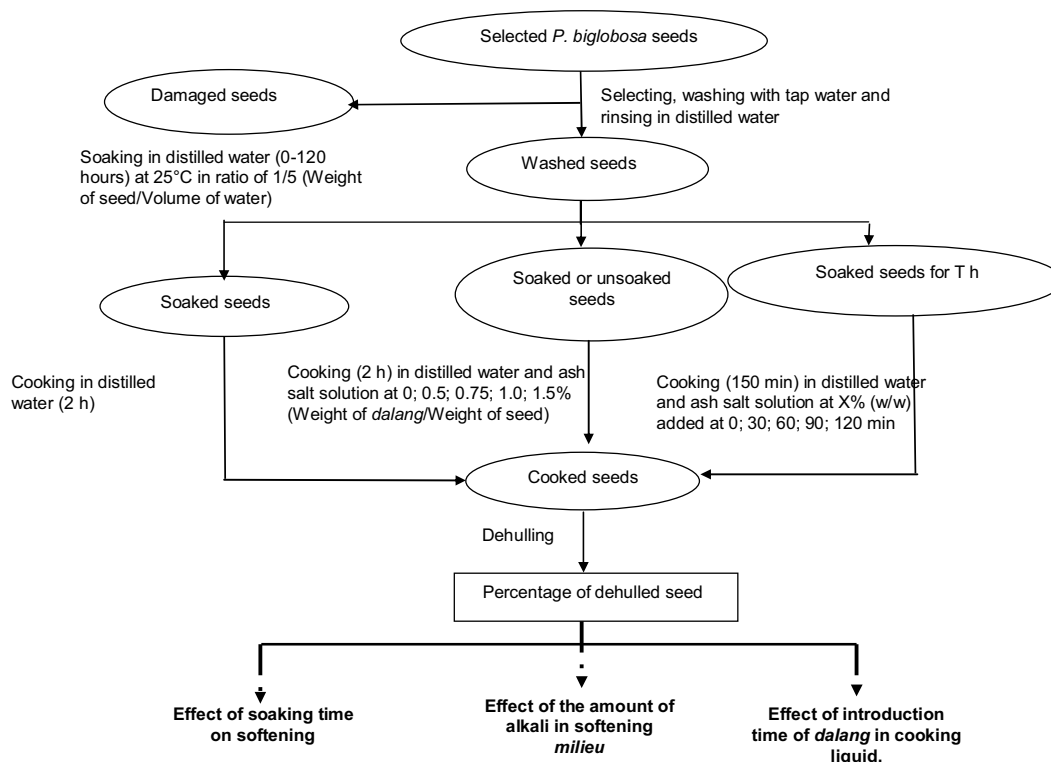 Selected P. biglobosa seeds
Damaged seeds
Selecting, washing with tap water and
rinsing in distilled water
Soaking in distilled water (0-120
hours) at 25°C in ratio of 1/5 (Weight
of seed/Volume of water)
Washed seeds
Soaked seeds
Soaked or unsoaked
seeds
Soaked seeds for T h
Cooking in distilled
water (2 h)
Cooking (2 h) in distilled water and ash
salt solution at 0; 0.5; 0.75; 1.0; 1.5%
(Weight of dalang/Weight of seed)
Cooking (150 min) in distilled water
and ash salt solution at X% (w/w)
added at 0; 30; 60; 90; 120 min
Cooked seeds
Dehulling
Percentage of dehulled seed
Effect of soaking time
on softening
Effect of the amount of
alkali in softening
milieu
Effect of introduction
time of dalang in cooking
liquid.